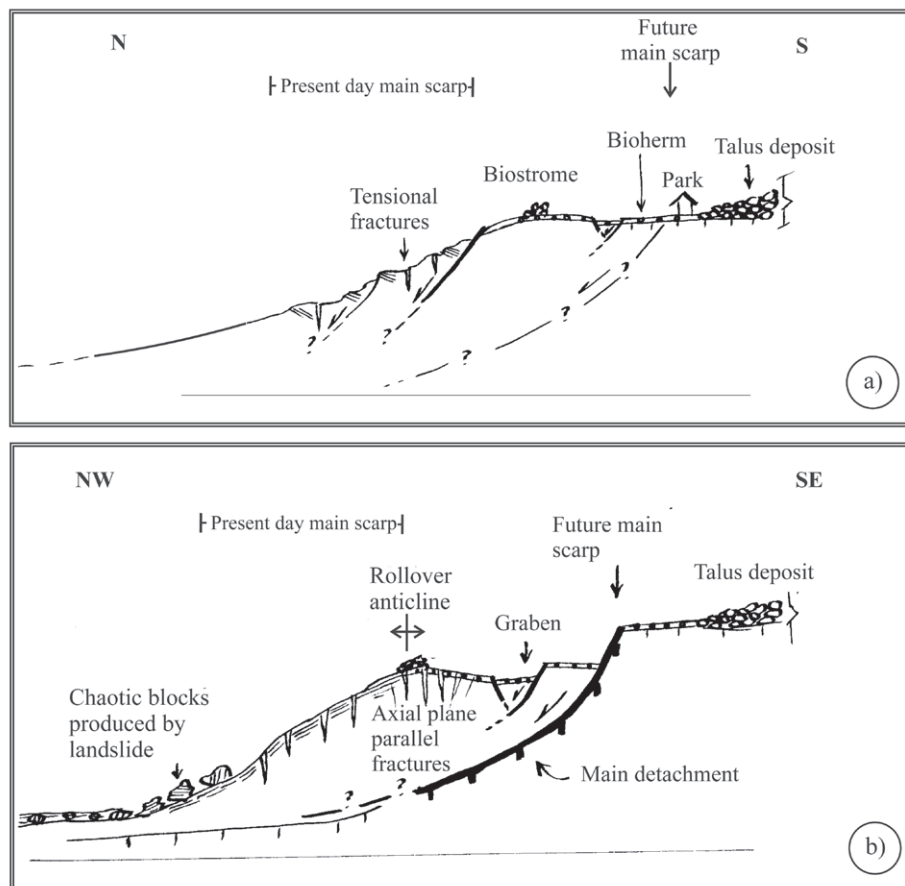 N
S
Future
main scarp
Present day main scarp
Bioherm
Talus deposit
Park
Biostrome
Tensional
fractures
?
?
?
?
?
a)
NW
SE
Present day main scarp
Future main
scarp
Rollover
anticline
Talus deposit
Graben
Chaotic blocks
produced by
landslide
Axial plane
parallel
fractures
Main detachment
?
?
b)